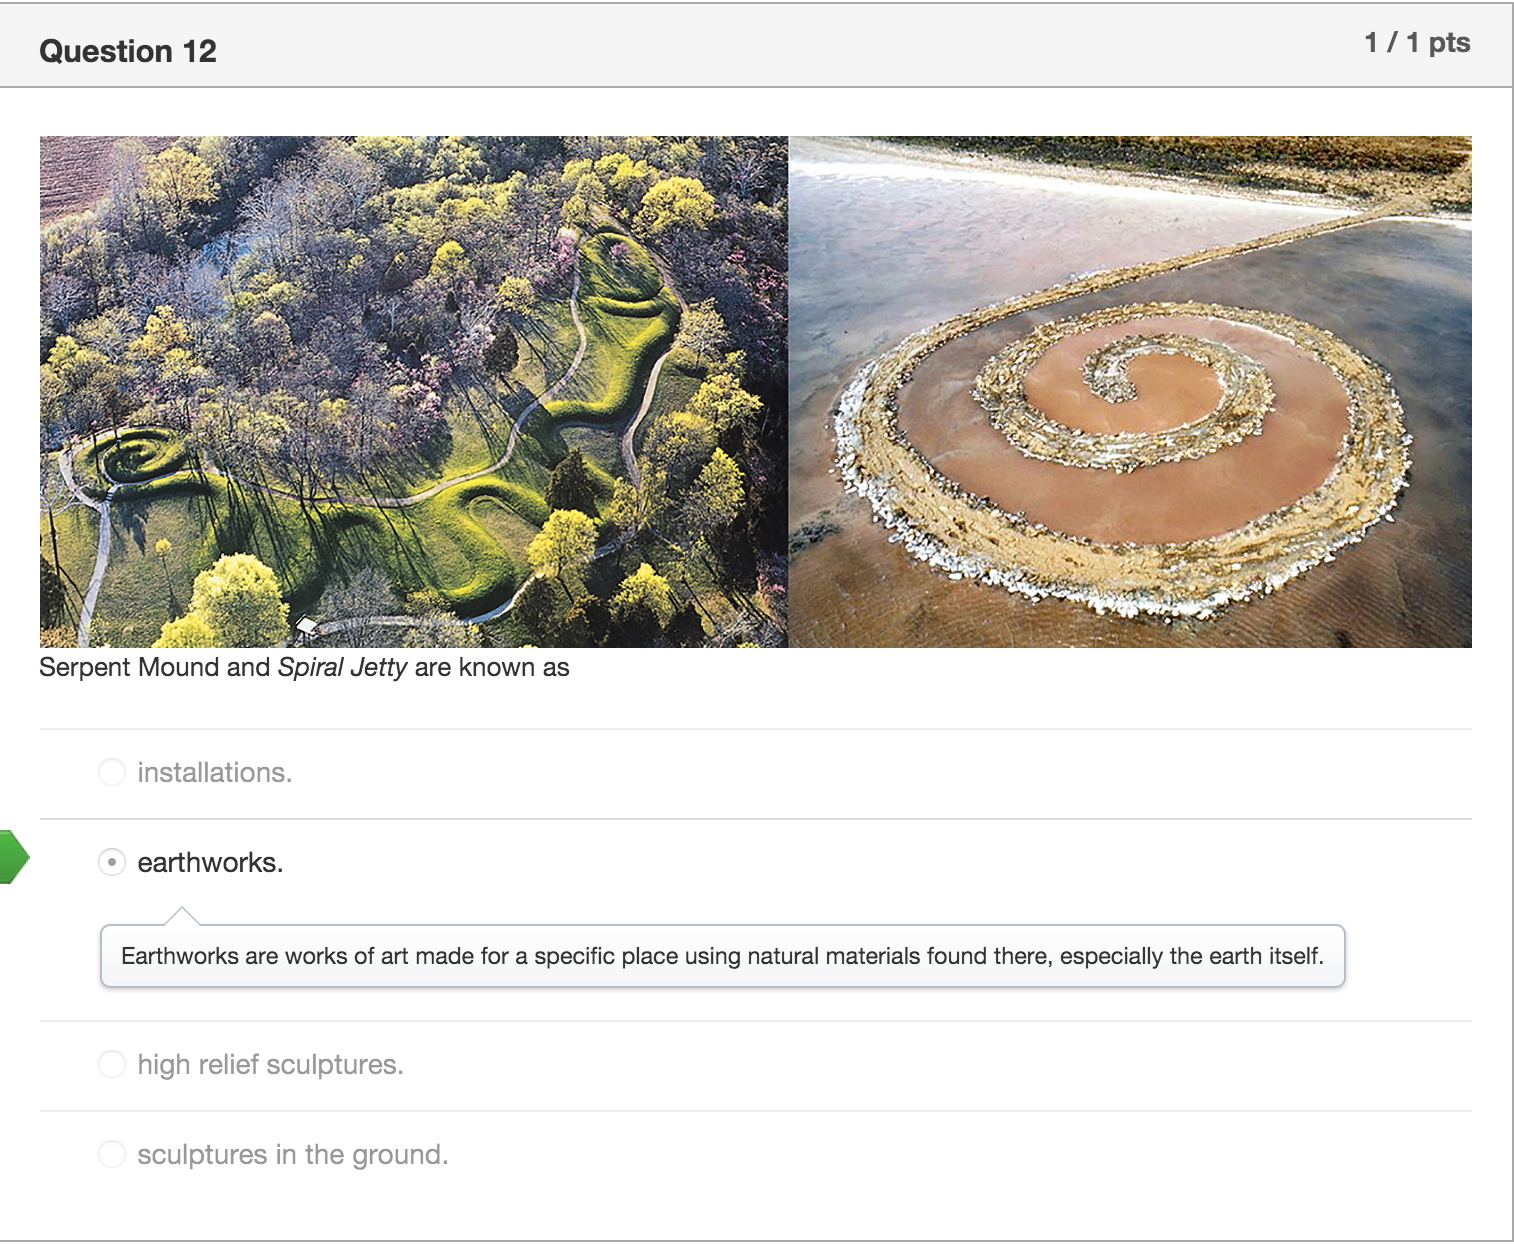 Question 12
1 / 1 pts
Serpent Mound and Spiral Jetty are known as
installations.
earthworks.
Earthworks are works of art made for a specific place using natural materials found there, especially the earth itself.
high relief sculptures.
sculptures in the ground.